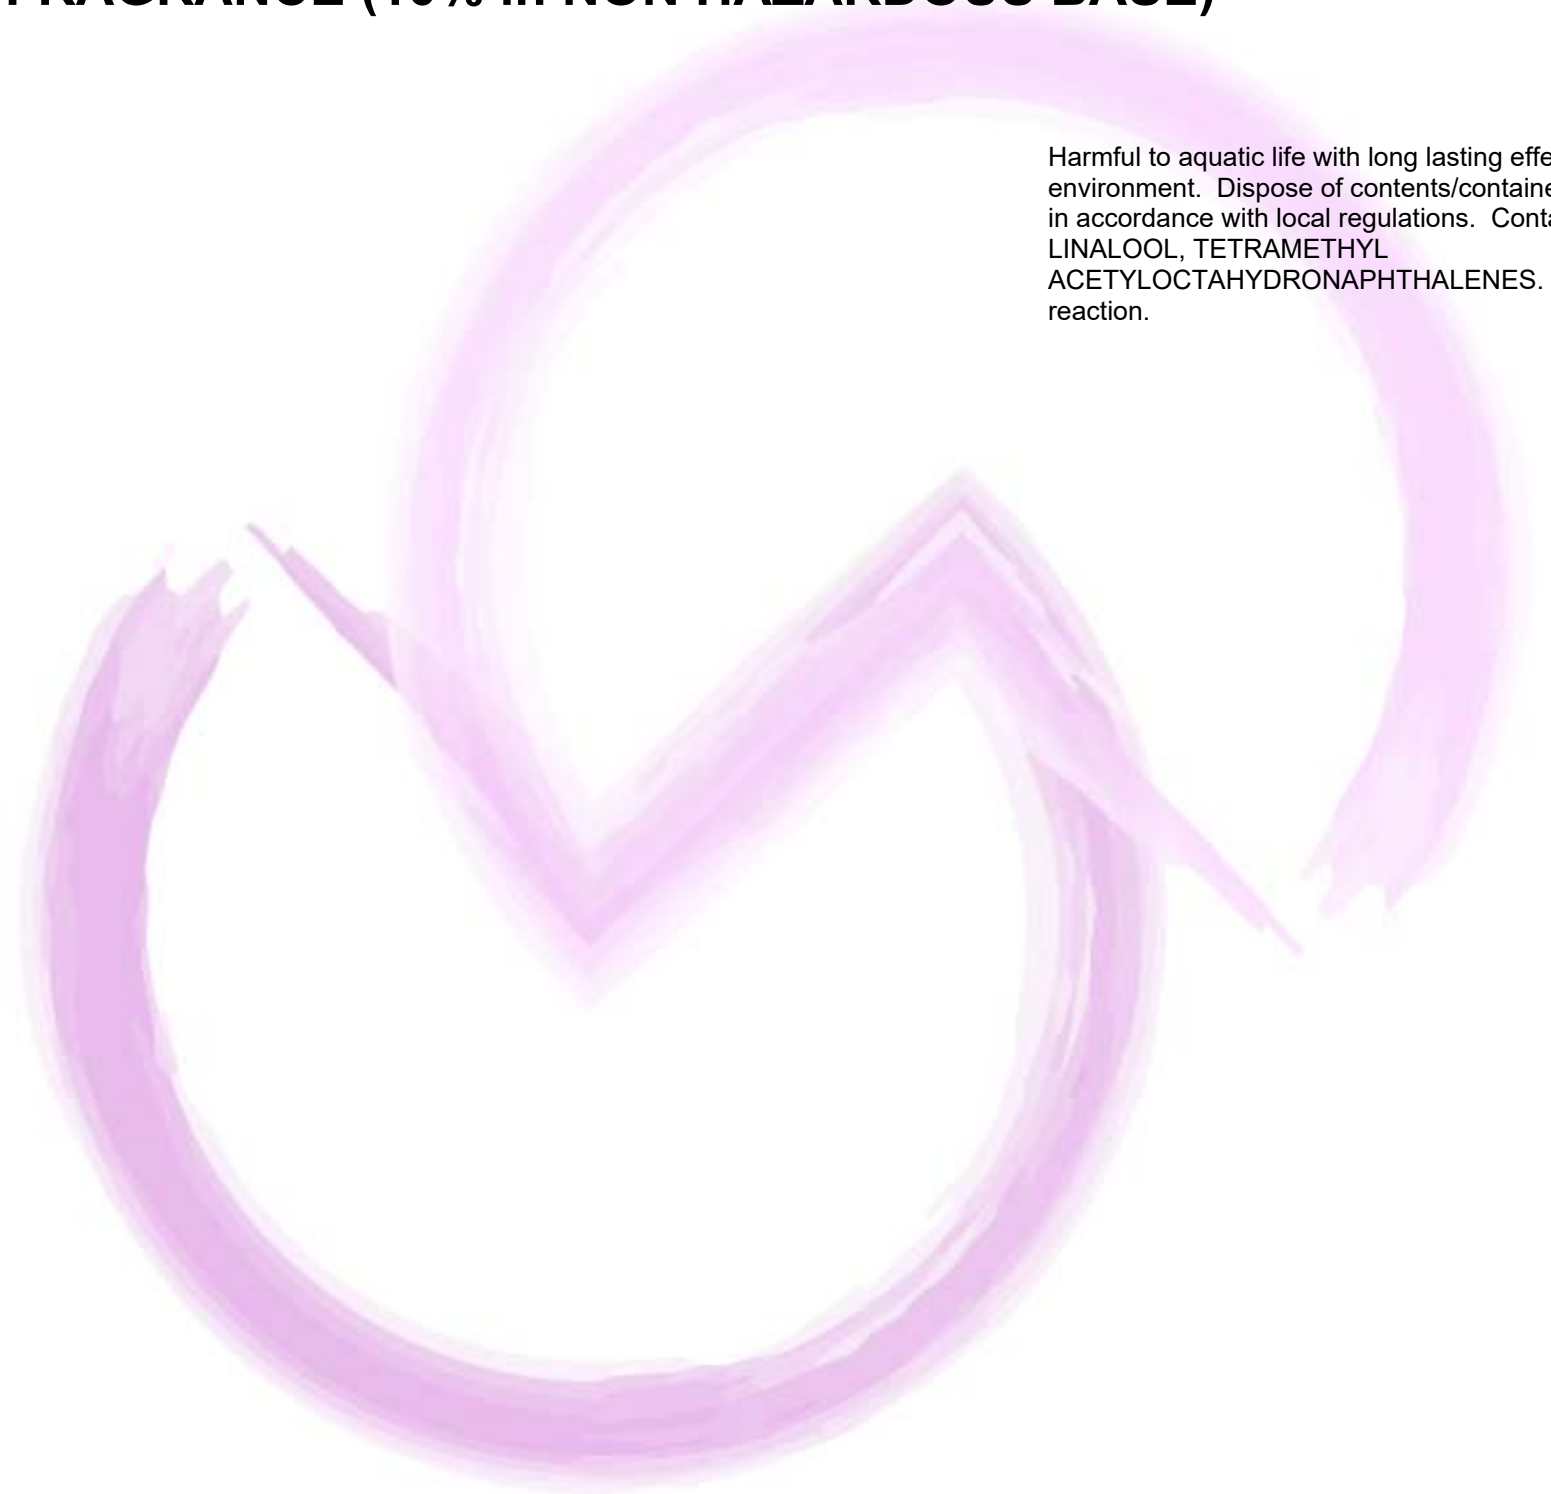 FRAGRANCE (10% in NON HAZARDOUS BASE)
Harmful to aquatic life with long lasting effe
environment.  Dispose of contents/containe
in accordance with local regulations.  Conta
LINALOOL, TETRAMETHYL
ACETYLOCTAHYDRONAPHTHALENES.
reaction.